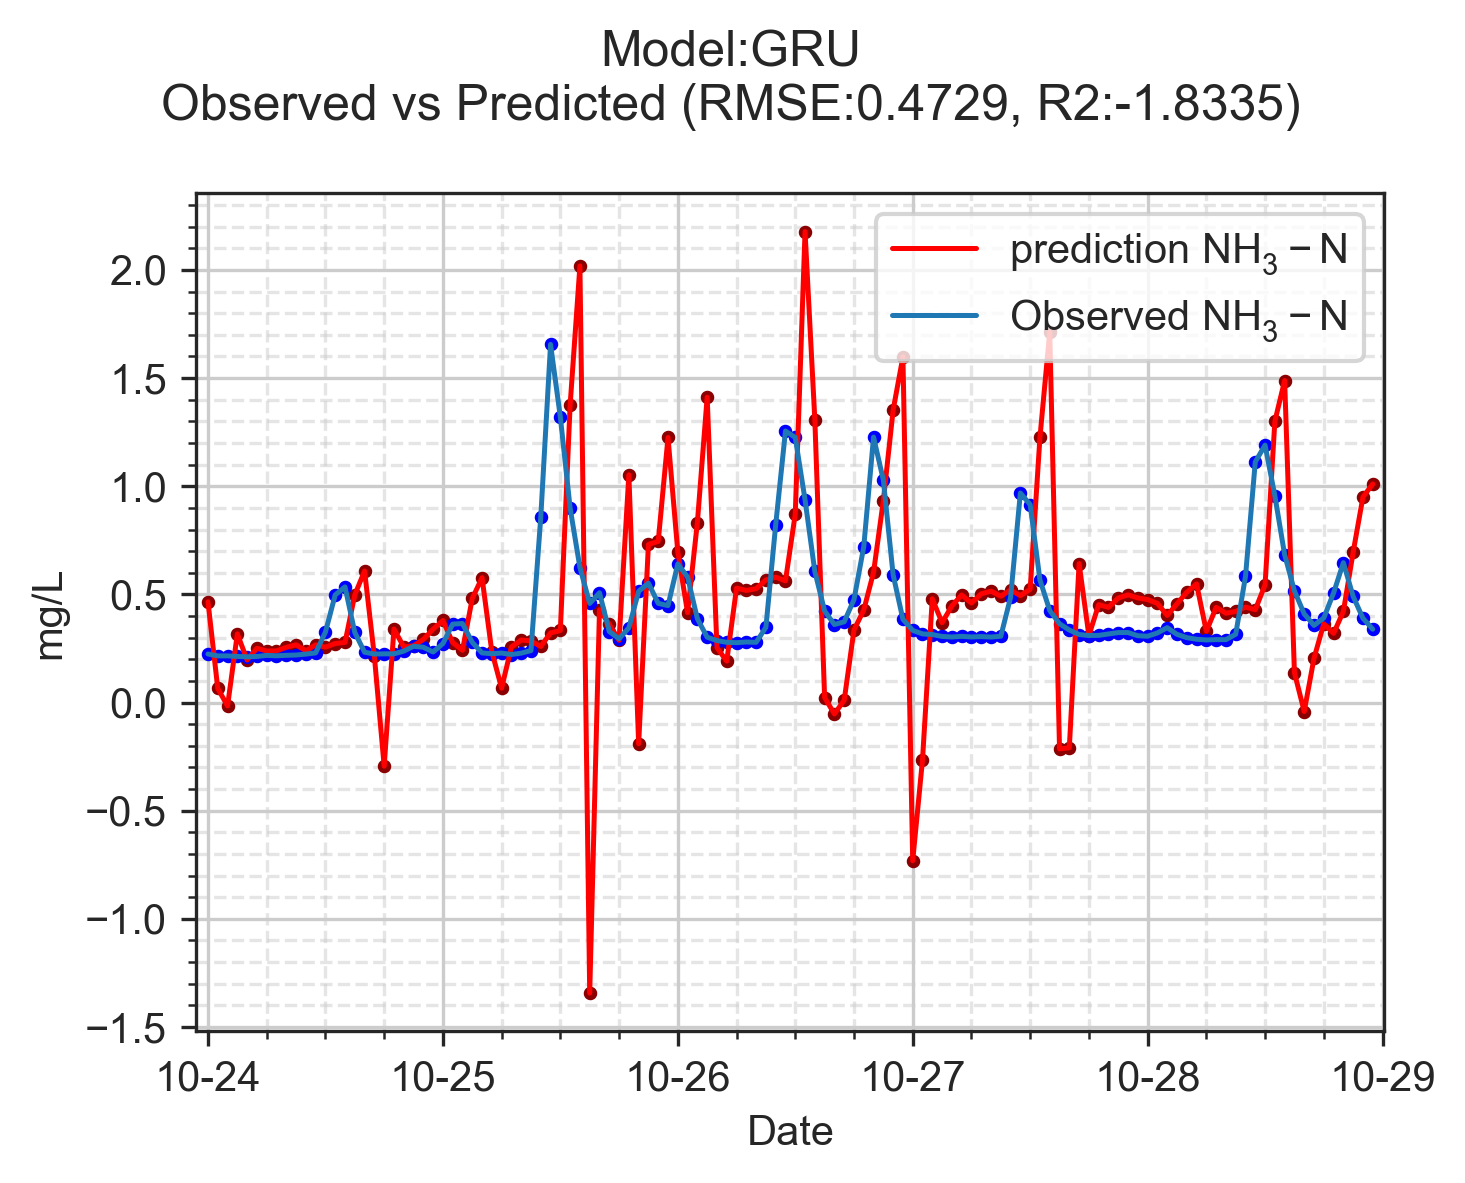 Model:GRU
Observed vs Predicted (RMSE:0.4729, R2:-1.8335)
prediction NH₃ − N
Observed NH₃ − N
2.0
1.5
1.0
0.5
0.0
−0.5
−1.0
−1.5
mg/L
10-24 10-25 10-26 10-27 10-28 10-29
Date